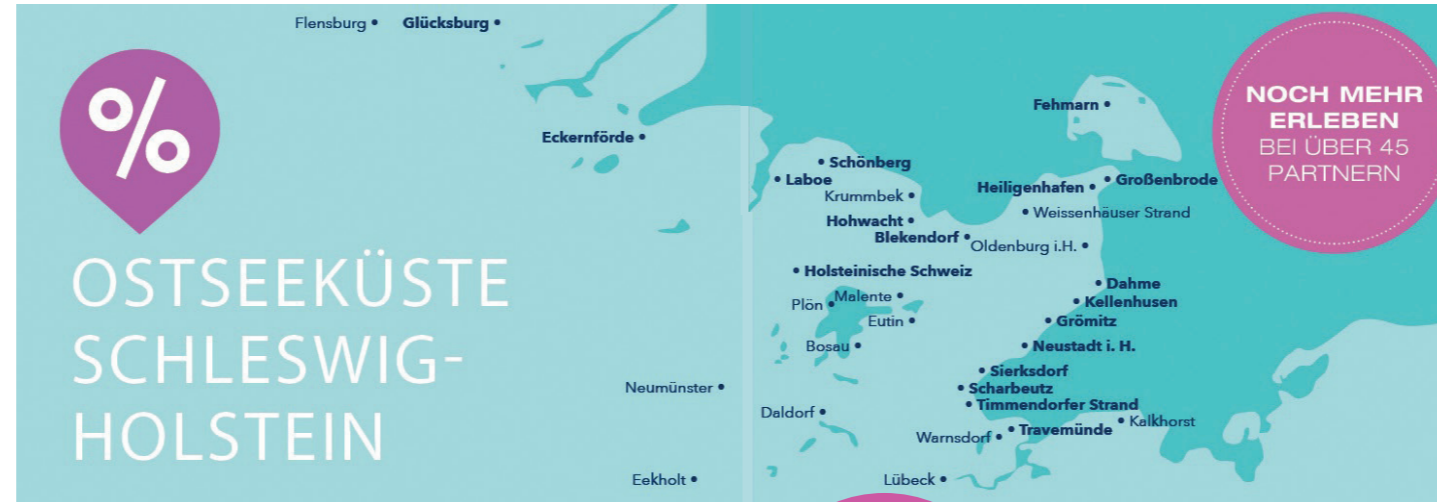 Flensburg
Glücksburg
%
NOCH MEHR
ERLEBEN
BEI ÜBER 45
PARTNERN
Fehmarn
Eckernförde
Schönberg
Laboe
Krummbek
Heiligenhafen
Großenbrode
Hohwacht
Weissenhäuser Strand
Blekendorf
Oldenburg i.H.
OSTSEEKÜSTE
SCHLESWIG-
HOLSTEIN
Holsteinische Schweiz
Dahme
Malente
Plön
Kellenhusen
Eutin
Grömitz
Bosau
Neustadt i. H.
Sierksdorf
Neumünster
Scharbeutz
Timmendorfer Strand
Daldorf
Kalkhorst
Warnsdorf
Travemünde
Eekholt
Lübeck